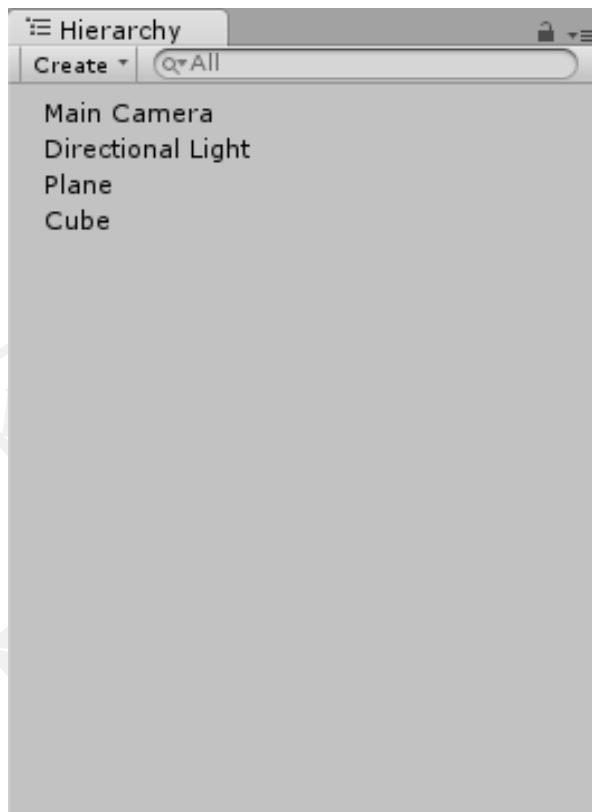 Hierarchy
Create All
Main Camera
Directional Light
Plane
Cube